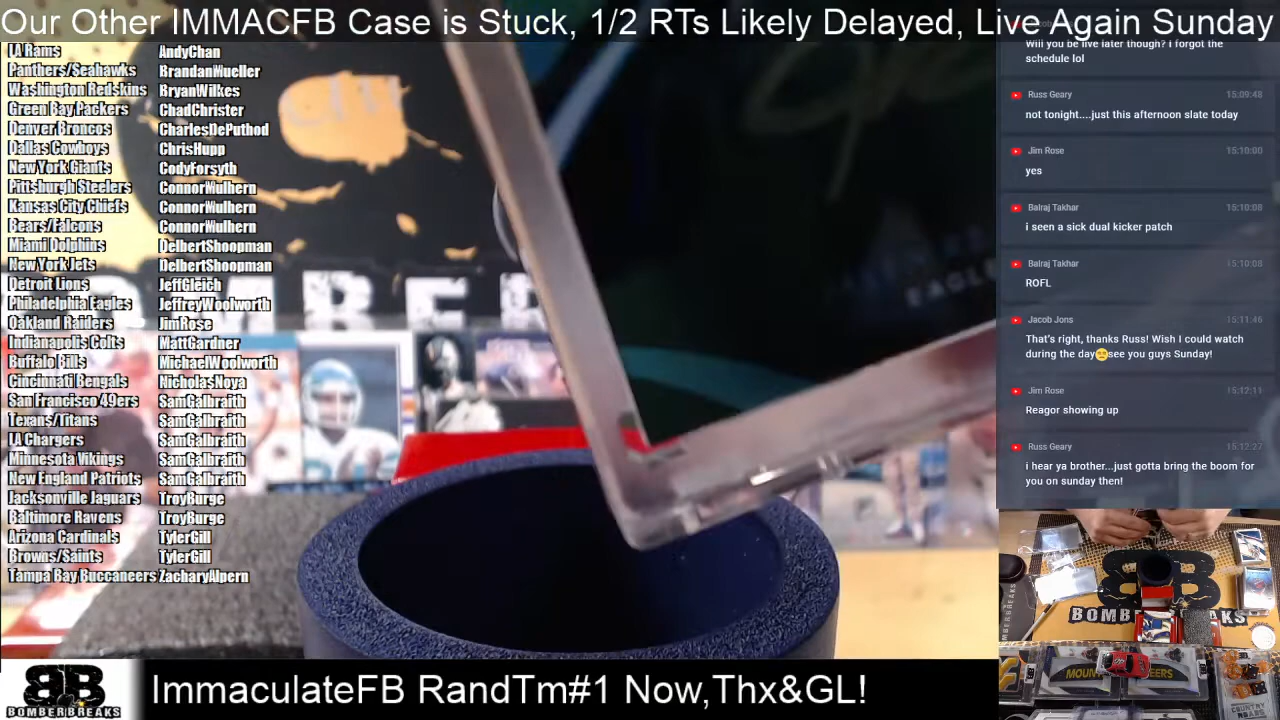 Our Other IMMACFB Case is Stuck, 1/2 RTs Likely Delayed, Live Again Sunday
LA Rams AndyChan
Panthers/Seahawks BrandanMueller
Washington Redskins BryanWilkes
Green Bay Packers ChadChrister
Denver Broncos CharlesDePuthod
Dallas Cowboys ChrisHupp
New York Giants CodyForsyth
Pittsburgh Steelers ConnorMulhern
Kansas City Chiefs ConnorMulhern
Bears/Falcons ConnorMulhern
Miami Dolphins DelbertShoopman
New York Jets DelbertShoopman
Detroit Lions JeffGleich
Philadelphia Eagles JeffreyWoolworth
Oakland Raiders JimRose
Indianapolis Colts MattGardner
Buffalo Bills MichaelWoolworth
Cincinnati Bengals NicholasNoya
San Francisco 49ers SamGalbraith
Texans/Titans SamGalbraith
LA Chargers SamGalbraith
Minnesota Vikings SamGalbraith
New England Patriots SamGalbraith
Jacksonville Jaguars TroyBurge
Baltimore Ravens TroyBurge
Arizona Cardinals TylerGill
Browns/Saints TylerGill
Tampa Bay Buccaneers ZacharyAlpern
EAGLES
Will you be live later though? i forgot the
schedule lol
Russ Geary 15:09:48
not tonight....just this afternoon slate today
Jim Rose 15:10:00
yes
Balraj Takhar 15:10:08
i seen a sick dual kicker patch
Balraj Takhar 15:10:08
ROFL
Jacob Jons 15:11:46
That's right, thanks Russ! Wish I could watch
during the day😒see you guys Sunday!
Jim Rose 15:12:11
Reagor showing up
Russ Geary 15:12:27
i hear ya brother...just gotta bring the boom for
you on sunday then!
BB
BOMBERBREAKS
MOUNT EERS
COUNTRY ROADS
BB
BOMBERBREAKS
ImmaculateFB RandTm#1 Now,Thx&GL!